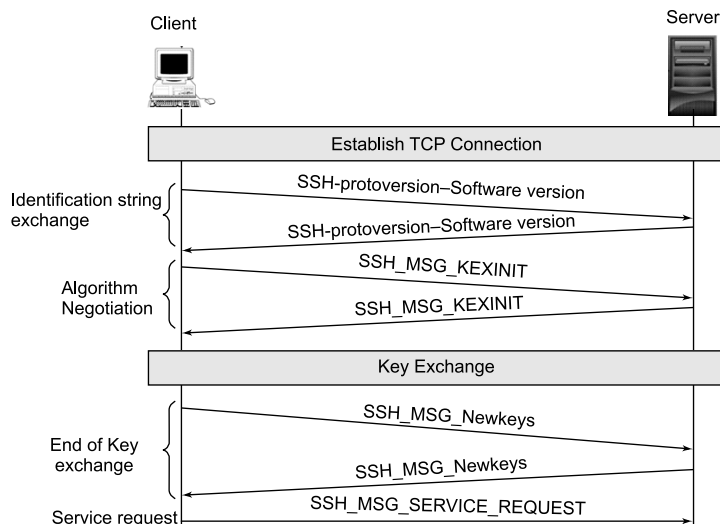 Client
Server
Establish TCP Connection
Identification string
exchange
SSH-protoversion–Software version
SSH-protoversion–Software version
Algorithm
Negotiation
SSH_MSG_KEXINIT
SSH_MSG_KEXINIT
Key Exchange
End of Key
exchange
SSH_MSG_Newkeys
SSH_MSG_Newkeys
Service request
SSH_MSG_SERVICE_REQUEST